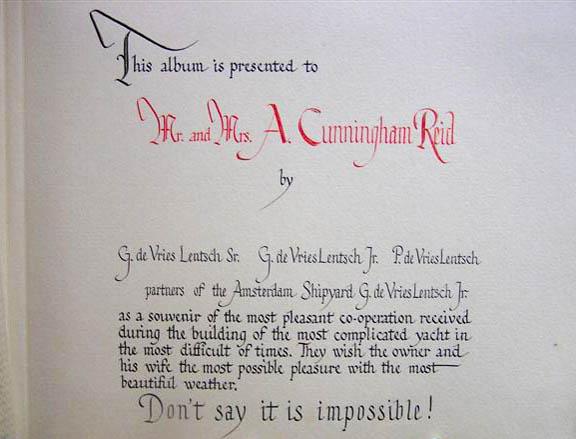 This album is presented to
Mr. and Mrs. A. Cunningham Reid
by
G. de Vries Lentsch Sr. G. de Vries Lentsch Jr. P. de Vries Lentsch
partners of the Amsterdam Shipyard G. de Vries Lentsch Jr.
as a souvenir of the most pleasant co-operation received
during the building of the most complicated yacht in
the most difficult of times. They wish the owner and
his wife the most possible pleasure with the most
beautiful weather.
Don't say it is impossible!